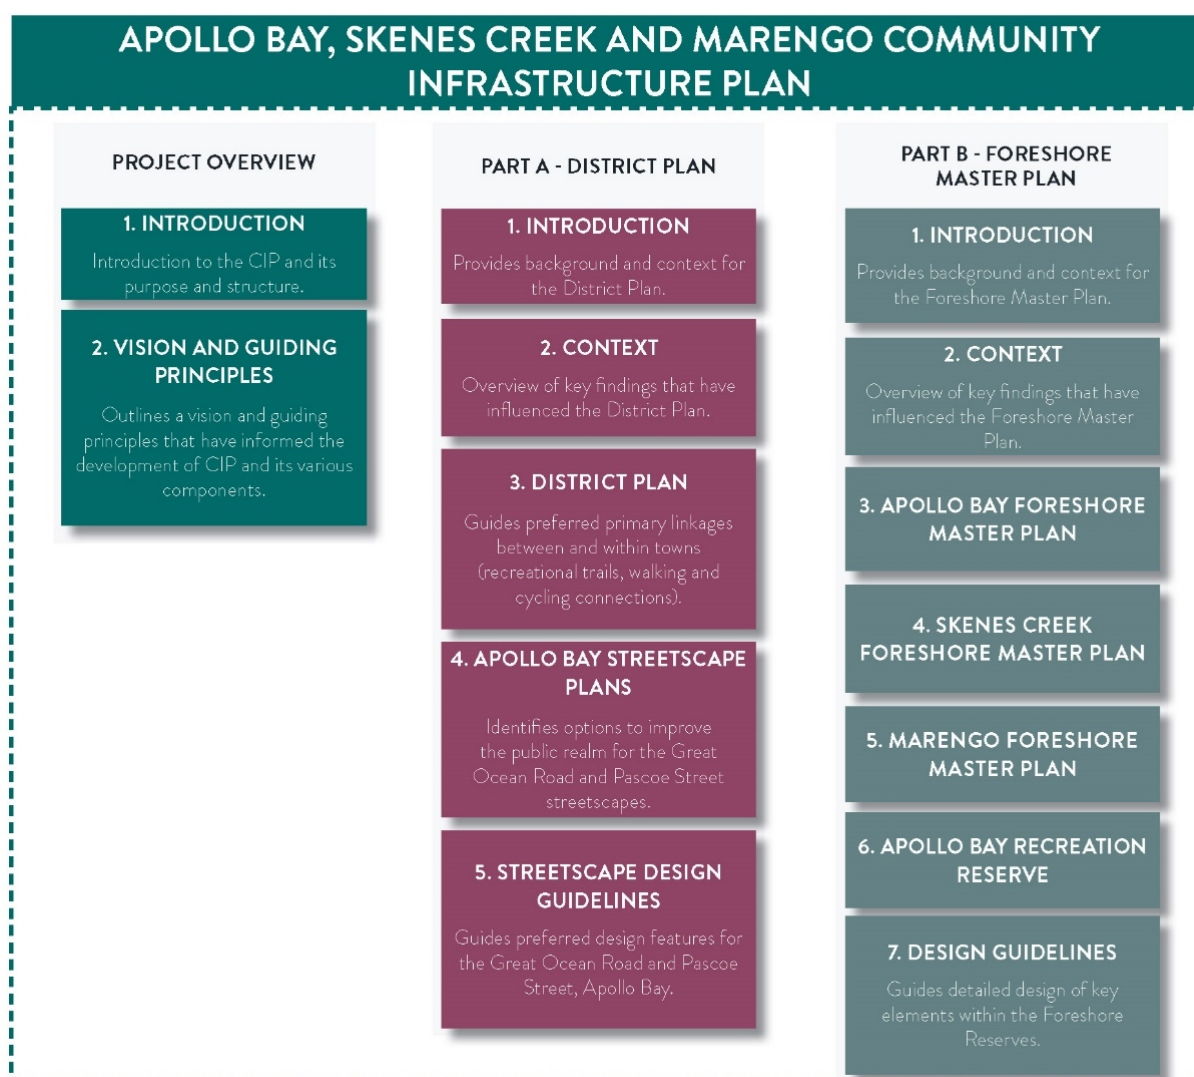 APOLLO BAY, SKENES CREEK AND MARENGO COMMUNITY
INFRASTRUCTURE PLAN
PROJECT OVERVIEW
1. INTRODUCTION
Introduction to the CIP and its
purpose and structure.
2. VISION AND GUIDING
PRINCIPLES
Outlines a vision and guiding
principles that have informed the
development of CIP and its various
components.
PART A - DISTRICT PLAN
1. INTRODUCTION
Provides background and context for
the District Plan.
2. CONTEXT
Overview of key findings that have
influenced the District Plan.
3. DISTRICT PLAN
Guides preferred primary linkages
between and within towns
(recreational trails, walking and
cycling connections).
4. APOLLO BAY STREETSCAPE
PLANS
Identifies options to improve
the public realm for the Great
Ocean Road and Pascoe Street
streetscapes.
5. STREETSCAPE DESIGN
GUIDELINES
Guides preferred design features for
the Great Ocean Road and Pascoe
Street, Apollo Bay.
PART B - FORESHORE
MASTER PLAN
1. INTRODUCTION
Provides background and context for
the Foreshore Master Plan.
2. CONTEXT
Overview of key findings that have
influenced the Foreshore Master
Plan.
3. APOLLO BAY FORESHORE
MASTER PLAN
4. SKENES CREEK
FORESHORE MASTER PLAN
5. MARENGO FORESHORE
MASTER PLAN
6. APOLLO BAY RECREATION
RESERVE
7. DESIGN GUIDELINES
Guides detailed design of key
elements within the Foreshore
Reserves.